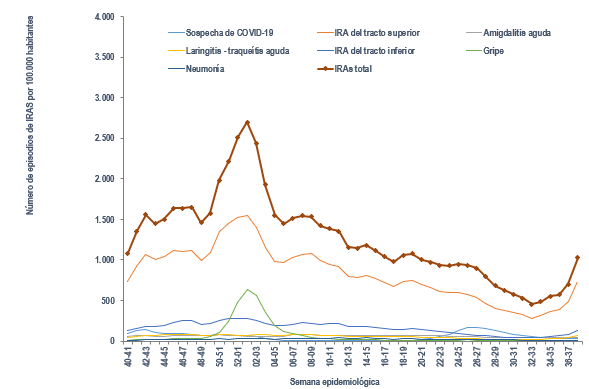 Número de episodios de IRAS por 100.000 habitantes
4.000
3.500
3.000
2.500
2.000
1.500
1.000
500
0
Sospecha de COVID-19
IRA del tracto superior
Amigdalitis aguda
Laringitis - traqueítis aguda
IRA del tracto inferior
Gripe
Neumonía
IRAs total
40-41 42-43 44-45 46-47 48-49 50-51 52-01 02-03 04-05 06-07 08-09 10-11 12-13 14-15 16-17 18-19 20-21 22-23 24-25 26-27 28-29 30-31 32-33 34-35 36-37
Semana epidemiológica